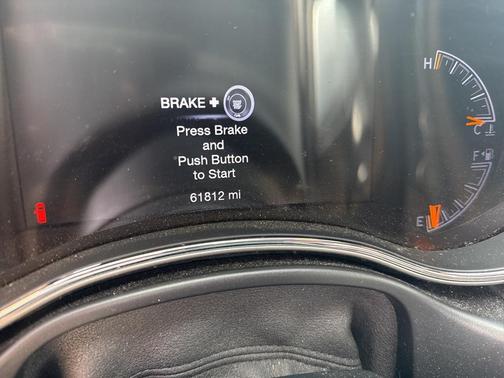 BRAKE +
Press Brake
and
Push Button
to Start
61812 mi
H
C
F
E